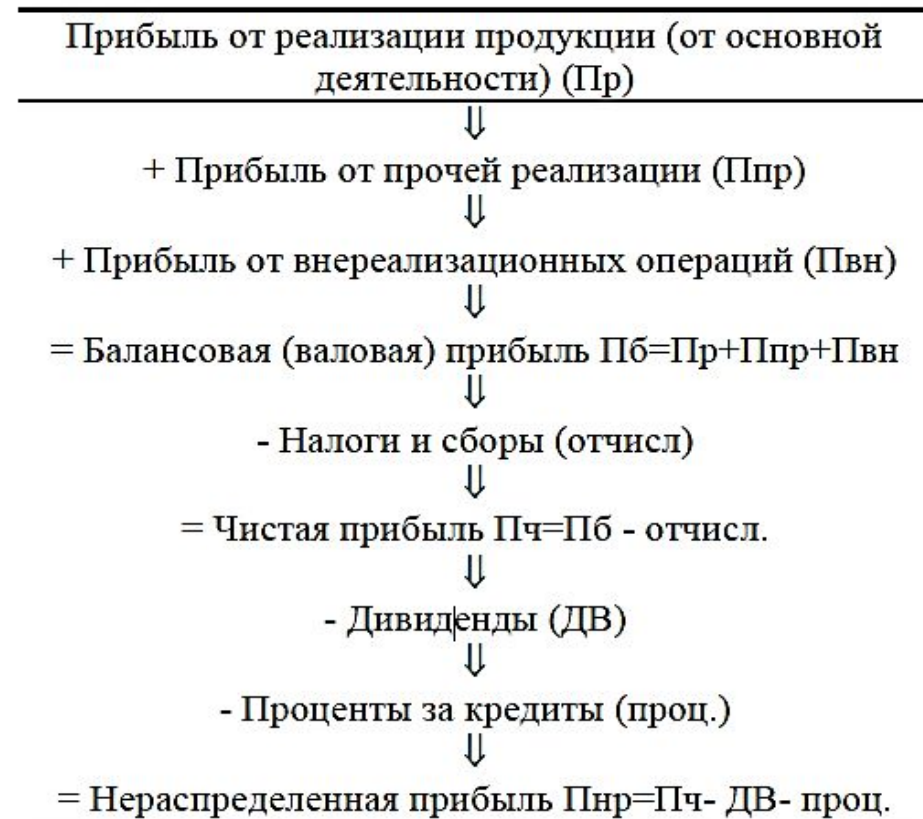 Прибыль от реализации продукции (от основной
деятельности) (Пр)
⇓
+ Прибыль от прочей реализации (Ппр)
⇓
+ Прибыль от внереализационных операций (Пвн)
⇓
= Балансовая (валовая) прибыль Пб=Пр+Ппр+Пвн
⇓
- Налоги и сборы (отчисл)
⇓
= Чистая прибыль Пч=Пб - отчисл.
⇓
- Дивиденды (ДВ)
⇓
- Проценты за кредиты (проц.)
⇓
= Нераспределенная прибыль Пнр=Пч- ДВ- проц.